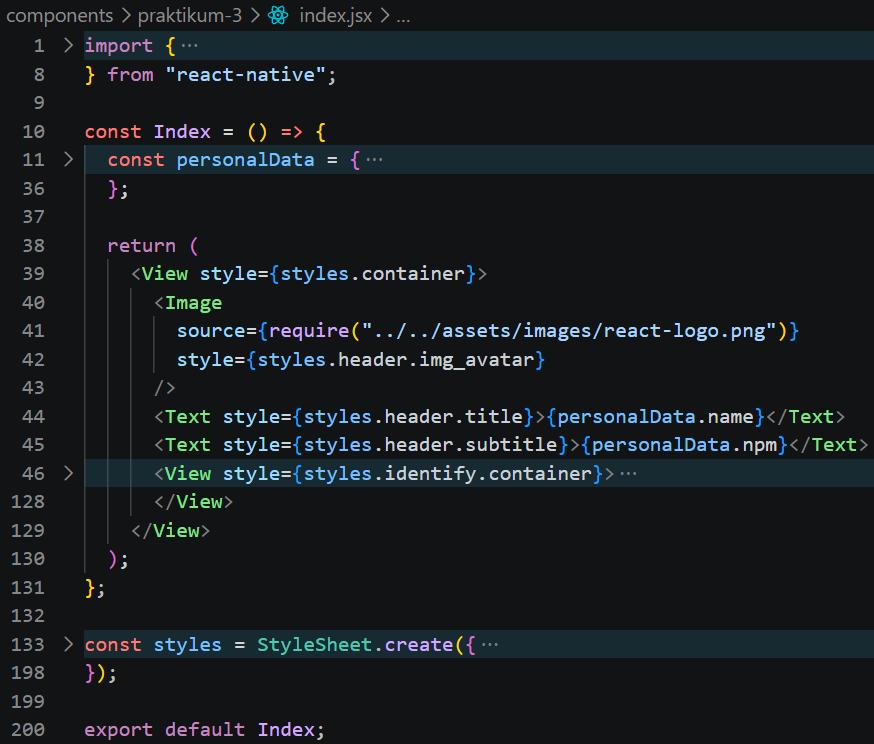 components > praktikum-3 > index.jsx > ...
1 > import { ···
8 } from "react-native";
9
10 const Index = () => {
11 > const personalData = { ···
36 };
37
38 return (
39 <View style={styles.container}>
40 <Image
41 source={require("../../assets/images/react-logo.png")}
42 style={styles.header.img_avatar}
43 />
44 <Text style={styles.header.title}>{personalData.name}</Text>
45 <Text style={styles.header.subtitle}>{personalData.npm}</Text>
46 > <View style={styles.identify.container}> ···
128 </View>
129 </View>
130 );
131 };
132
133 > const styles = StyleSheet.create({ ···
198 });
199
200 export default Index;